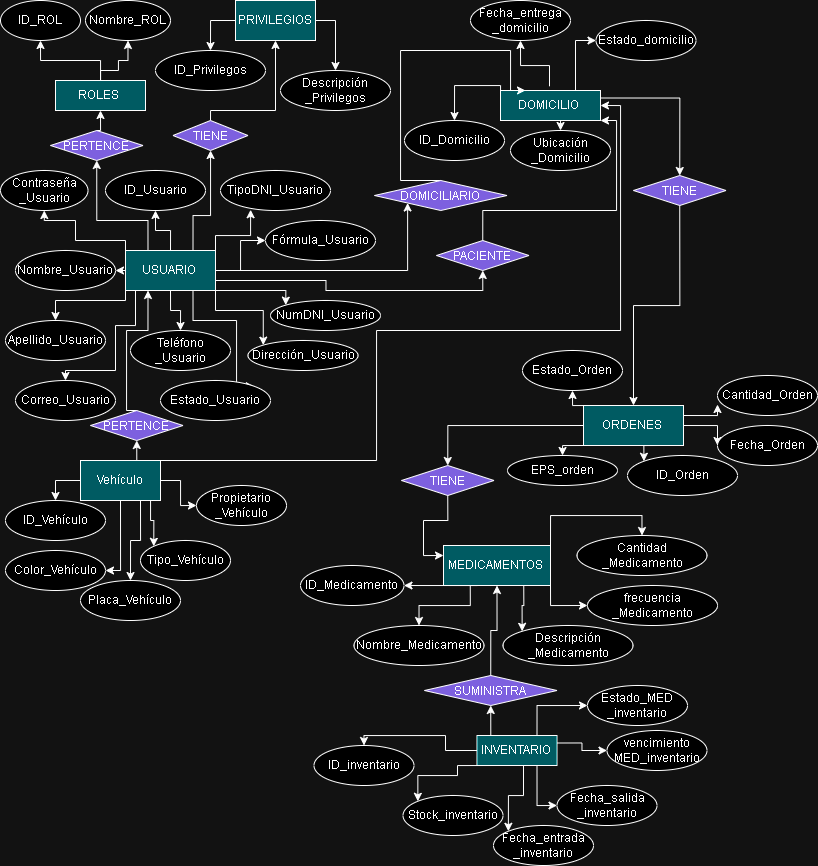 ID_ROL
Nombre_ROL
PRIVILEGIOS
Fecha_entrega
_domicilio
Estado_domicilio
ID_Privilegos
Descripción
_Privilegos
ROLES
DOMICILIO
PERTENCE
TIENE
ID_Domicilio
Ubicación
_Domicilio
Contraseña
_Usuario
ID_Usuario
TipoDNI_Usuario
DOMICILIARIO
TIENE
Fórmula_Usuario
PACIENTE
Nombre_Usuario
USUARIO
NumDNI_Usuario
Apellido_Usuario
Teléfono
_Usuario
Dirección_Usuario
Correo_Usuario
Estado_Usuario
Estado_Orden
Cantidad_Orden
PERTENCE
ORDENES
Fecha_Orden
EPS_orden
ID_Orden
Vehículo
TIENE
Propietario
_Vehículo
ID_Vehículo
Color_Vehículo
Tipo_Vehículo
Placa_Vehículo
MEDICAMENTOS
Cantidad
_Medicamento
ID_Medicamento
frecuencia
_Medicamento
Nombre_Medicamento
Descripción
_Medicamento
SUMINISTRA
Estado_MED
_inventario
INVENTARIO
vencimiento
MED_inventario
ID_inventario
Stock_inventario
Fecha_salida
_inventario
Fecha_entrada
_inventario